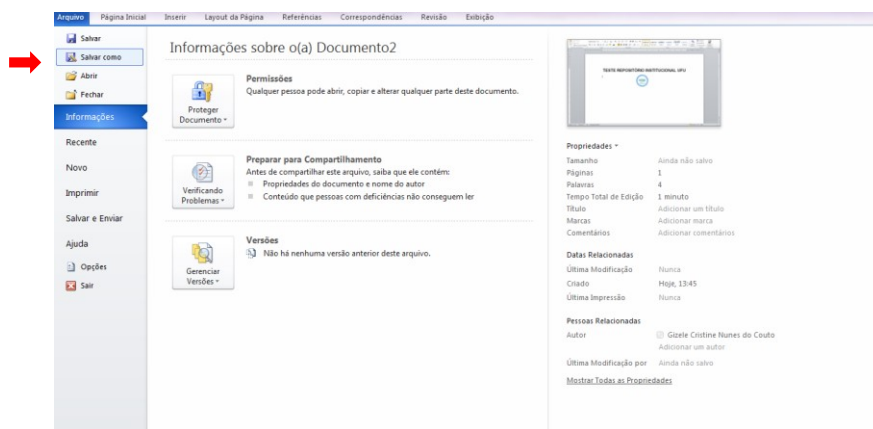 Arquivo Página Inicial Inserir Layout da Página Referências Correspondências Revisão Exibição
Salvar
Salvar como
Abrir
Fechar
Informações
Recente
Novo
Imprimir
Salvar e Enviar
Ajuda
Opções
Sair
Informações sobre o(a) Documento2
Proteger
Documento
Permissões
Qualquer pessoa pode abrir, copiar e alterar qualquer parte deste documento.
Verificando
Problemas
Preparar para Compartilhamento
Antes de compartilhar este arquivo, saiba que ele contém:
Propriedades do documento e nome do autor
Conteúdo que pessoas com deficiências não conseguem ler
Gerenciar
Versões
Versões
Não há nenhuma versão anterior deste arquivo.
TESTE REPOSITÓRIO INSTITUCIONAL UFU
Propriedades
Tamanho Ainda não salvo
Páginas 1
Palavras 4
Tempo Total de Edição 1 minuto
Título Adicionar um título
Marcas Adicionar marca
Comentários Adicionar comentários
Datas Relacionadas
Última Modificação Nunca
Criado Hoje, 13:45
Última Impressão Nunca
Pessoas Relacionadas
Autor Gizele Cristine Nunes do Couto
Adicionar um autor
Última Modificação por Ainda não salvo
Mostrar Todas as Propriedades